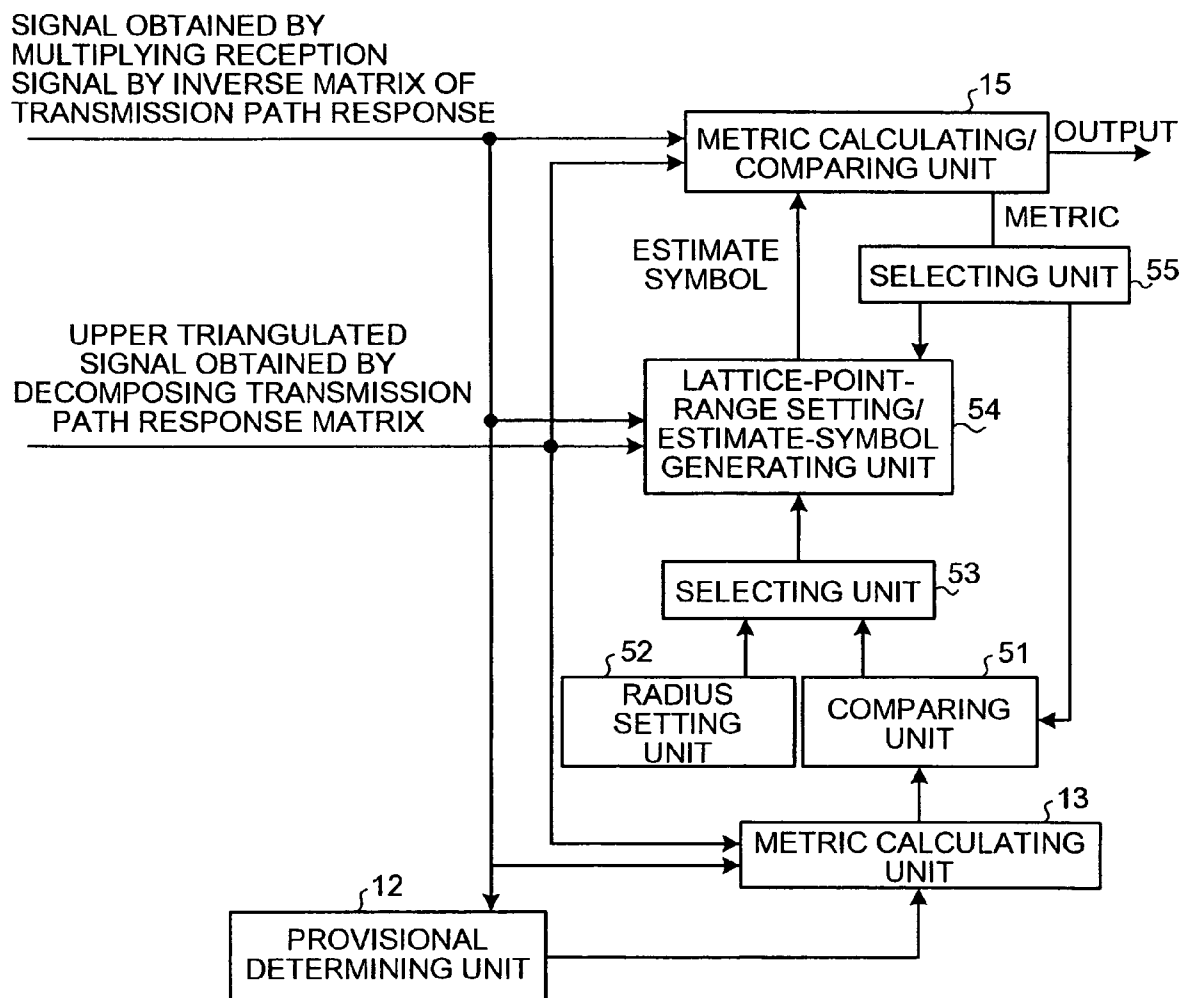 SIGNAL OBTAINED BY
MULTIPLYING RECEPTION
SIGNAL BY INVERSE MATRIX OF
TRANSMISSION PATH RESPONSE
15
METRIC CALCULATING/
COMPARING UNIT
OUTPUT
METRIC
ESTIMATE
SYMBOL
SELECTING UNIT
55
UPPER TRIANGULATED
SIGNAL OBTAINED BY
DECOMPOSING TRANSMISSION
PATH RESPONSE MATRIX
LATTICE-POINT-
RANGE SETTING/
ESTIMATE-SYMBOL
GENERATING UNIT
54
SELECTING UNIT
53
52
RADIUS
SETTING
UNIT
51
COMPARING
UNIT
13
METRIC CALCULATING
UNIT
12
PROVISIONAL
DETERMINING UNIT